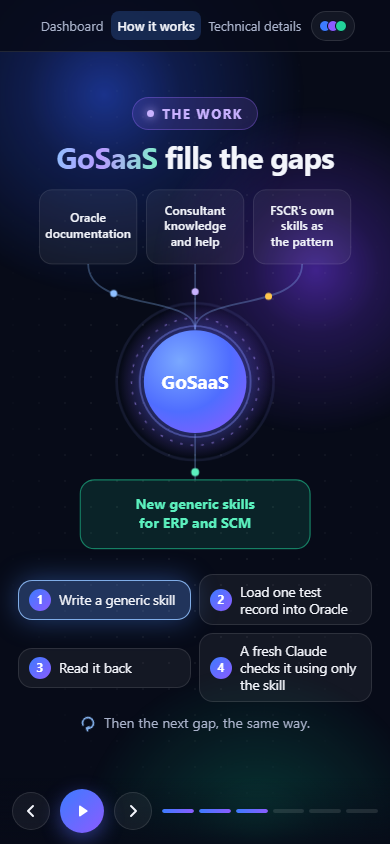 Dashboard How it works Technical details
THE WORK
GoSaaS fills the gaps
Oracle
documentation
Consultant
knowledge
and help
FSCR's own
skills as
the pattern
GoSaaS
New generic skills
for ERP and SCM
1 Write a generic skill
2 Load one test
record into Oracle
3 Read it back
4 A fresh Claude
checks it using only
the skill
Then the next gap, the same way.